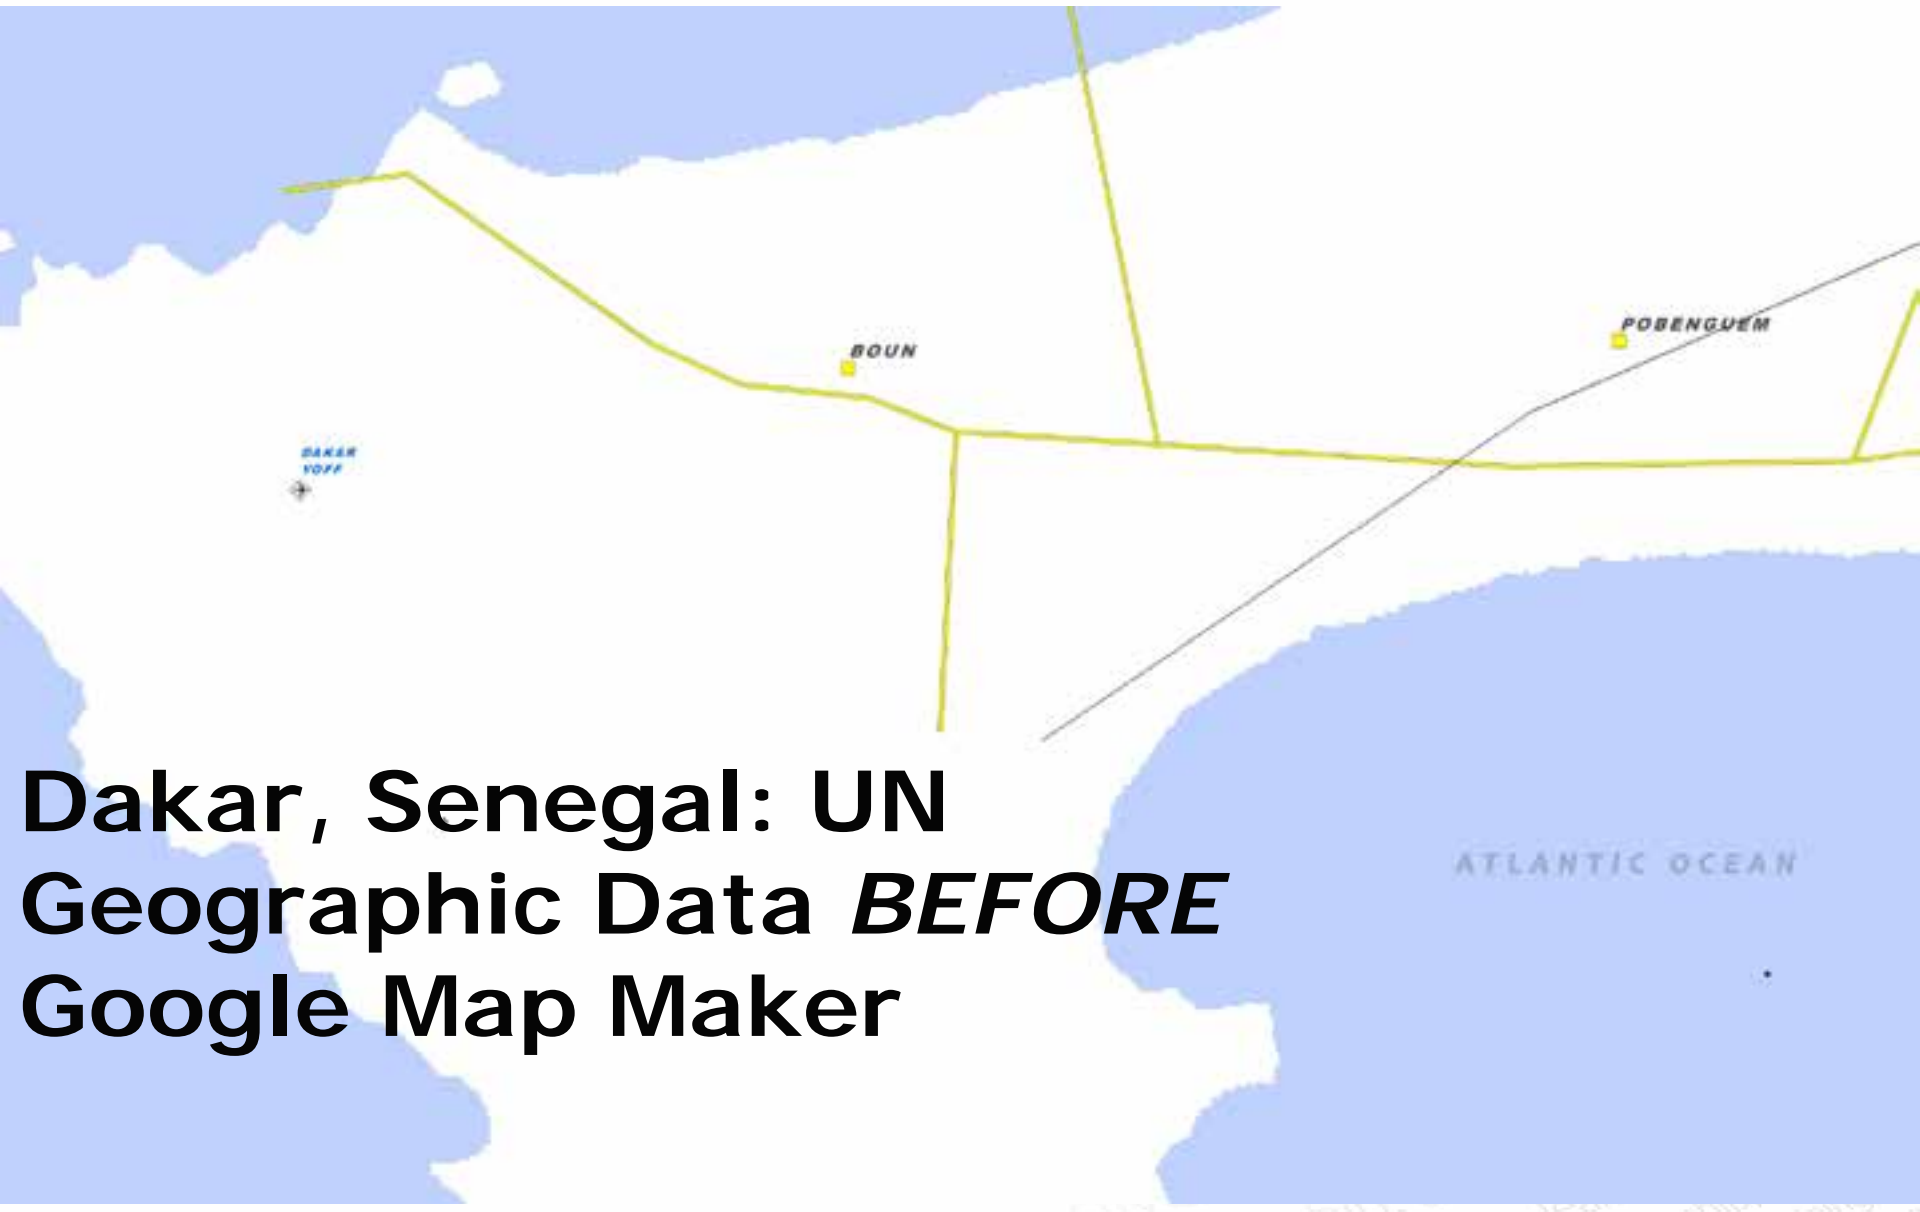 BOUN
POBENGUEM
DAKAR
YOFF
Dakar, Senegal: UN
Geographic Data BEFORE
Google Map Maker
ATLANTIC OCEAN